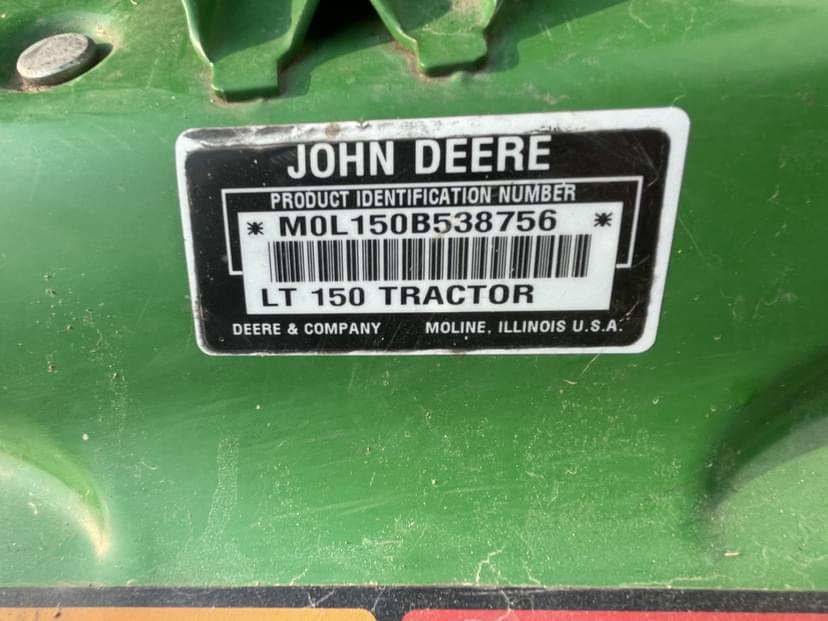 JOHN DEERE
PRODUCT IDENTIFICATION NUMBER
* M0L150B538756 *
LT 150 TRACTOR
DEERE & COMPANY MOLINE, ILLINOIS U.S.A.